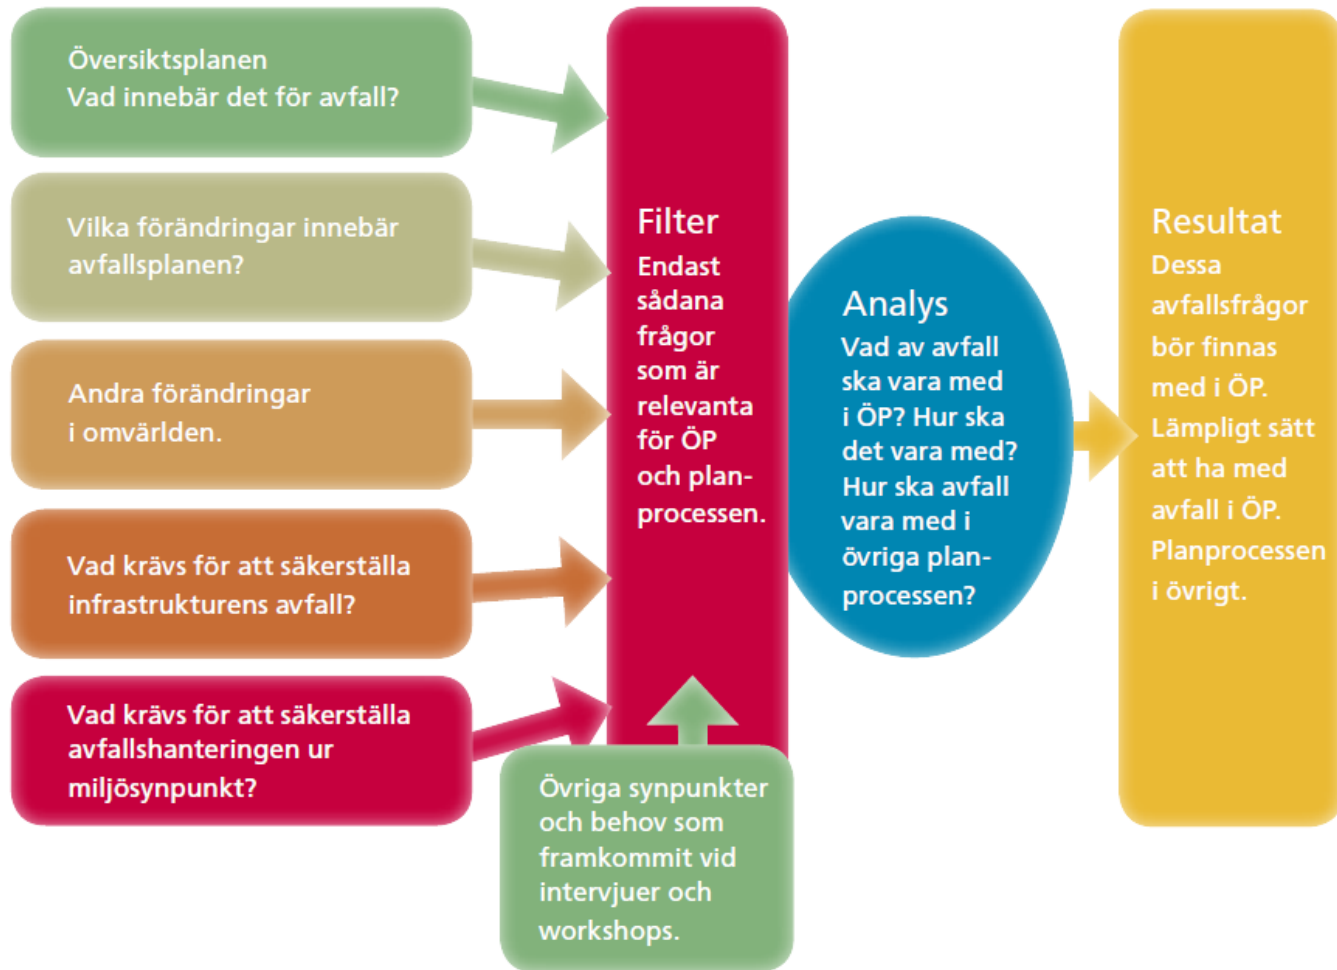 Översiktsplanen
Vad innebär det för avfall?
Vilka förändringar innebär
avfallsplanen?
Andra förändringar
i omvärlden.
Vad krävs för att säkerställa
infrastrukturens avfall?
Vad krävs för att säkerställa
avfallshanteringen ur
miljösynpunkt?
Övriga synpunkter
och behov som
framkommit vid
intervjuer och
workshops.
Filter
Endast
sådana
frågor
som är
relevanta
för ÖP
och plan-
processen.
Analys
Vad av avfall
ska vara med
i ÖP? Hur ska
det vara med?
Hur ska avfall
vara med i
övriga plan-
processen?
Resultat
Dessa
avfallsfrågor
bör finnas
med i ÖP.
Lämpligt sätt
att ha med
avfall i ÖP.
Planprocessen
i övrigt.